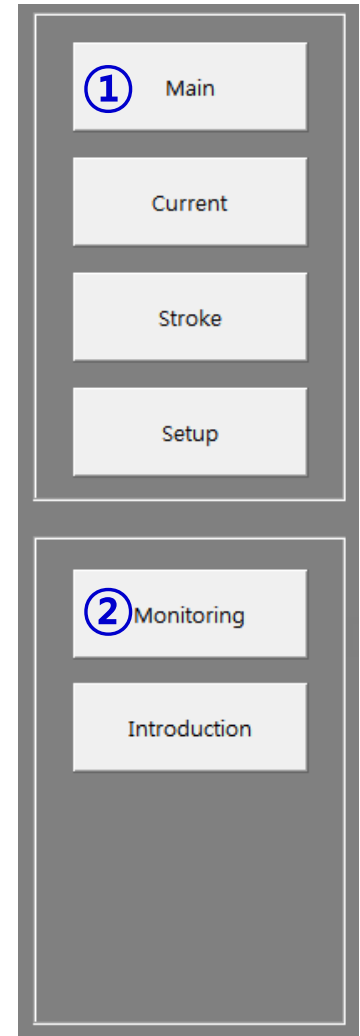 ① Main
Current
Stroke
Setup
② Monitoring
Introduction